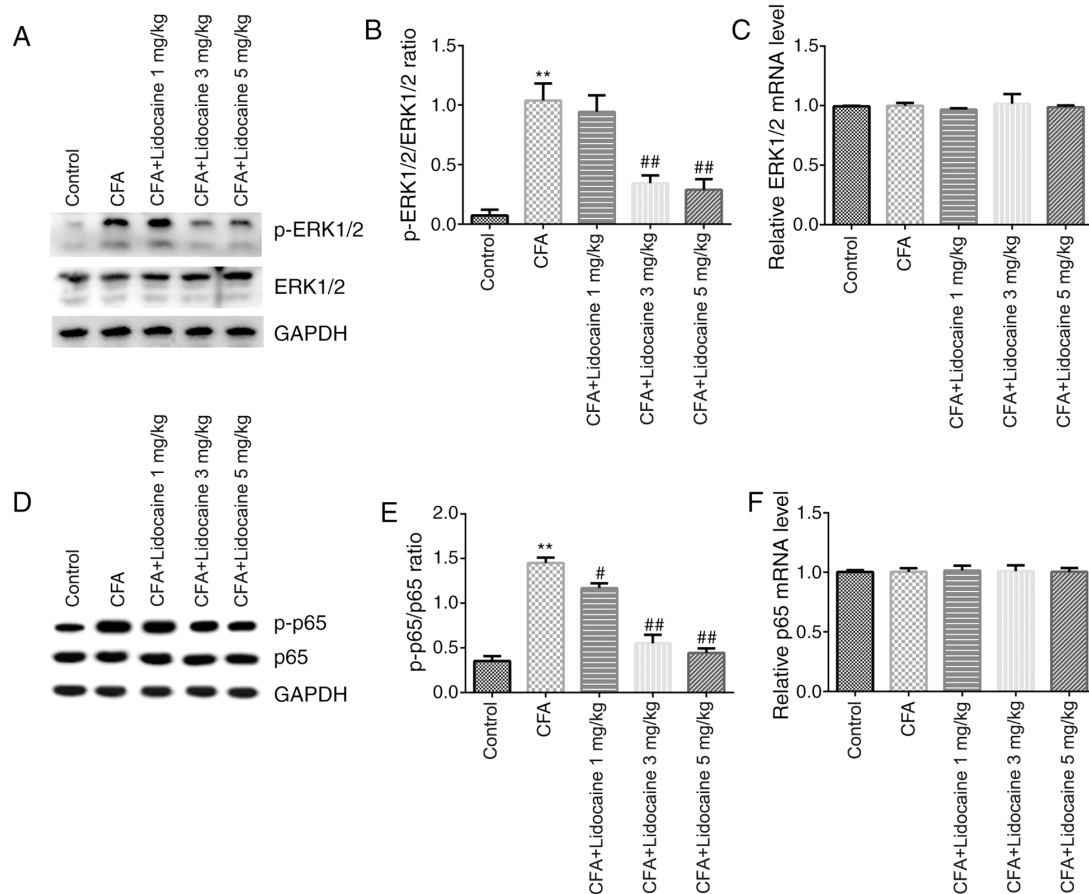 A
Control
CFA
CFA+Lidocaine 1 mg/kg
CFA+Lidocaine 3 mg/kg
CFA+Lidocaine 5 mg/kg
p-ERK1/2
ERK1/2
GAPDH
B
p-ERK1/2/ERK1/2 ratio
1.5
1.0
0.5
0.0
**
##
##
Control
CFA
CFA+Lidocaine 1 mg/kg
CFA+Lidocaine 3 mg/kg
CFA+Lidocaine 5 mg/kg
C
Relative ERK1/2 mRNA level
1.5
1.0
0.5
0.0
Control
CFA
CFA+Lidocaine 1 mg/kg
CFA+Lidocaine 3 mg/kg
CFA+Lidocaine 5 mg/kg
D
Control
CFA
CFA+Lidocaine 1 mg/kg
CFA+Lidocaine 3 mg/kg
CFA+Lidocaine 5 mg/kg
p-p65
p65
GAPDH
E
p-p65/p65 ratio
2.0
1.5
1.0
0.5
0.0
**
#
##
##
Control
CFA
CFA+Lidocaine 1 mg/kg
CFA+Lidocaine 3 mg/kg
CFA+Lidocaine 5 mg/kg
F
Relative p65 mRNA level
1.5
1.0
0.5
0.0
Control
CFA
CFA+Lidocaine 1 mg/kg
CFA+Lidocaine 3 mg/kg
CFA+Lidocaine 5 mg/kg